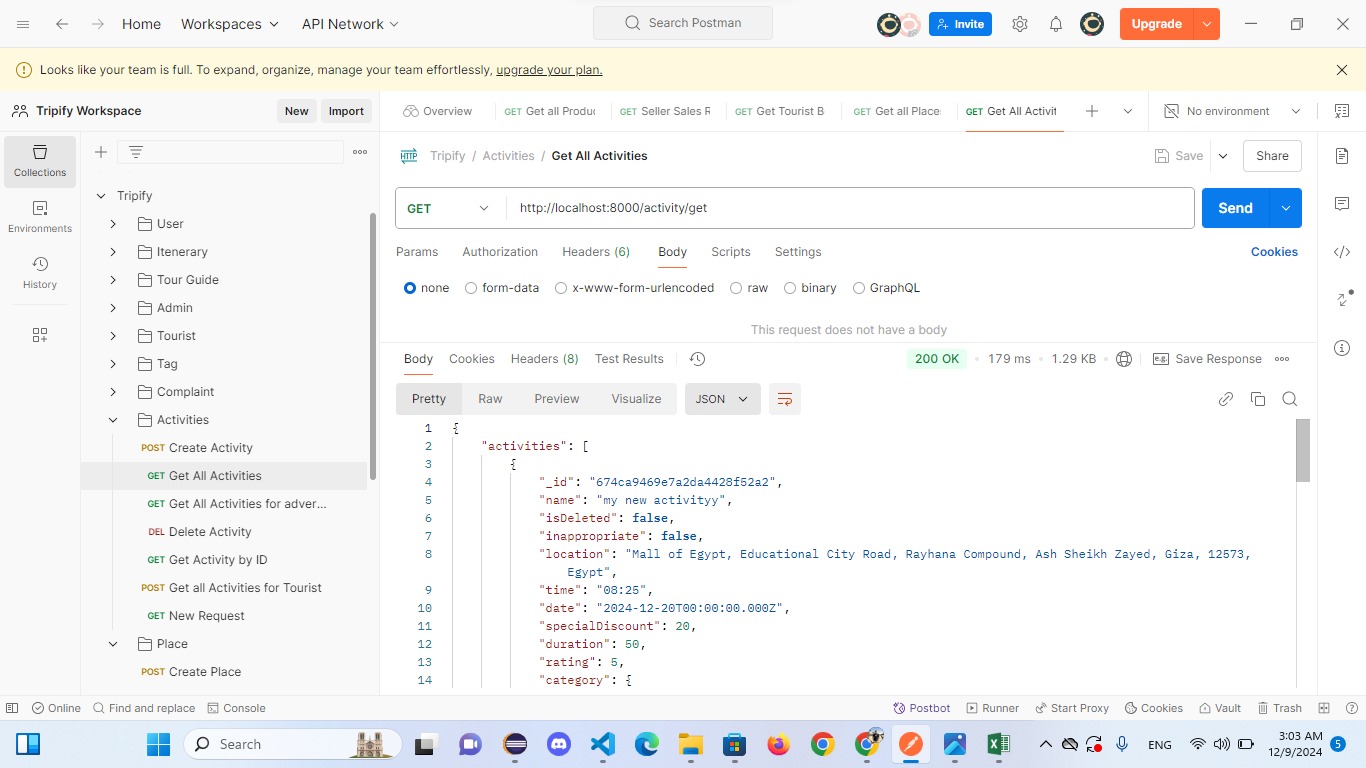 Home Workspaces API Network Search Postman Invite Upgrade
Looks like your team is full. To expand, organize, manage your team effortlessly, upgrade your plan.
Tripify Workspace New Import
Overview GET Get all Produc GET Seller Sales R GET Get Tourist B GET Get all Place GET Get All Activit No environment
Collections
Environments
History
Tripify
User
Itenerary
Tour Guide
Admin
Tourist
Tag
Complaint
Activities
POST Create Activity
GET Get All Activities
GET Get All Activities for adver...
DEL Delete Activity
GET Get Activity by ID
POST Get all Activities for Tourist
GET New Request
Place
POST Create Place
HTTP Tripify / Activities / Get All Activities Save Share
GET http://localhost:8000/activity/get Send
Params Authorization Headers (6) Body Scripts Settings Cookies
none form-data x-www-form-urlencoded raw binary GraphQL
This request does not have a body
Body Cookies Headers (8) Test Results 200 OK • 179 ms • 1.29 KB e.g. Save Response
Pretty Raw Preview Visualize JSON
1 {
2 "activities": [
3 {
4 "_id": "674ca9469e7a2da4428f52a2",
5 "name": "my new activityy",
6 "isDeleted": false,
7 "inappropriate": false,
8 "location": "Mall of Egypt, Educational City Road, Rayhana Compound, Ash Sheikh Zayed, Giza, 12573,
Egypt",
9 "time": "08:25",
10 "date": "2024-12-20T00:00:00.000Z",
11 "specialDiscount": 20,
12 "duration": 50,
13 "rating": 5,
14 "category": {
Online Find and replace Console Postbot Runner Start Proxy Cookies Vault Trash
Search ENG 3:03 AM
12/9/2024 5